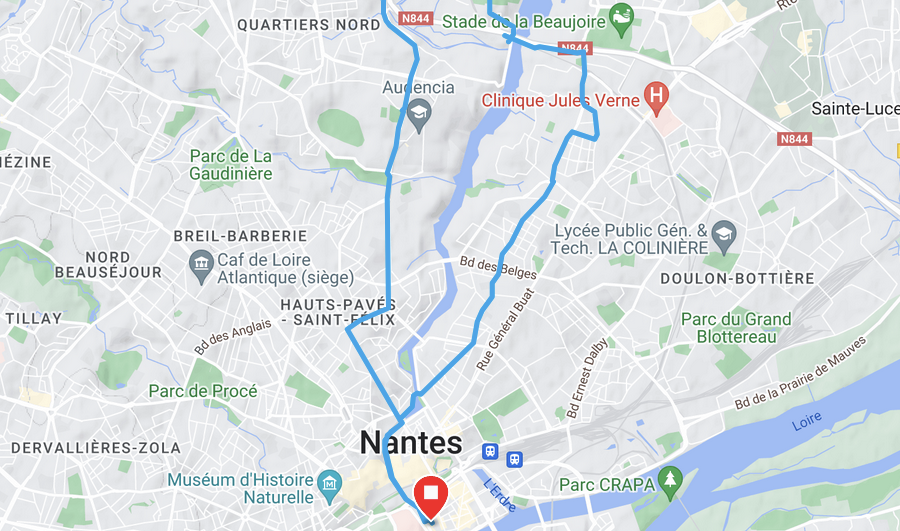 QUARTIERS NORD
N844
Stade de la Beaujoire
N844
Audencia
Clinique Jules Verne
H
Sainte-Luce
N844
Parc de La
Gaudinière
BREIL-BARBERIE
Caf de Loire
Atlantique (siège)
NORD
BEAUSÉJOUR
Lycée Public Gén. &
Tech. LA COLINIÈRE
Bd des Belges
DOULON-BOTTIÈRE
HAUTS-PAVÉS
- SAINT-FÉLIX
TILLAY
Bd des Anglais
Rue Général Buat
Parc du Grand
Blottereau
Bd Ernest Dalby
Bd de la Prairie de Mauves
Parc de Procé
Loire
DERVALLIÈRES-ZOLA
Nantes
Muséum d'Histoire
Naturelle
L'Erdre
Parc CRAPA